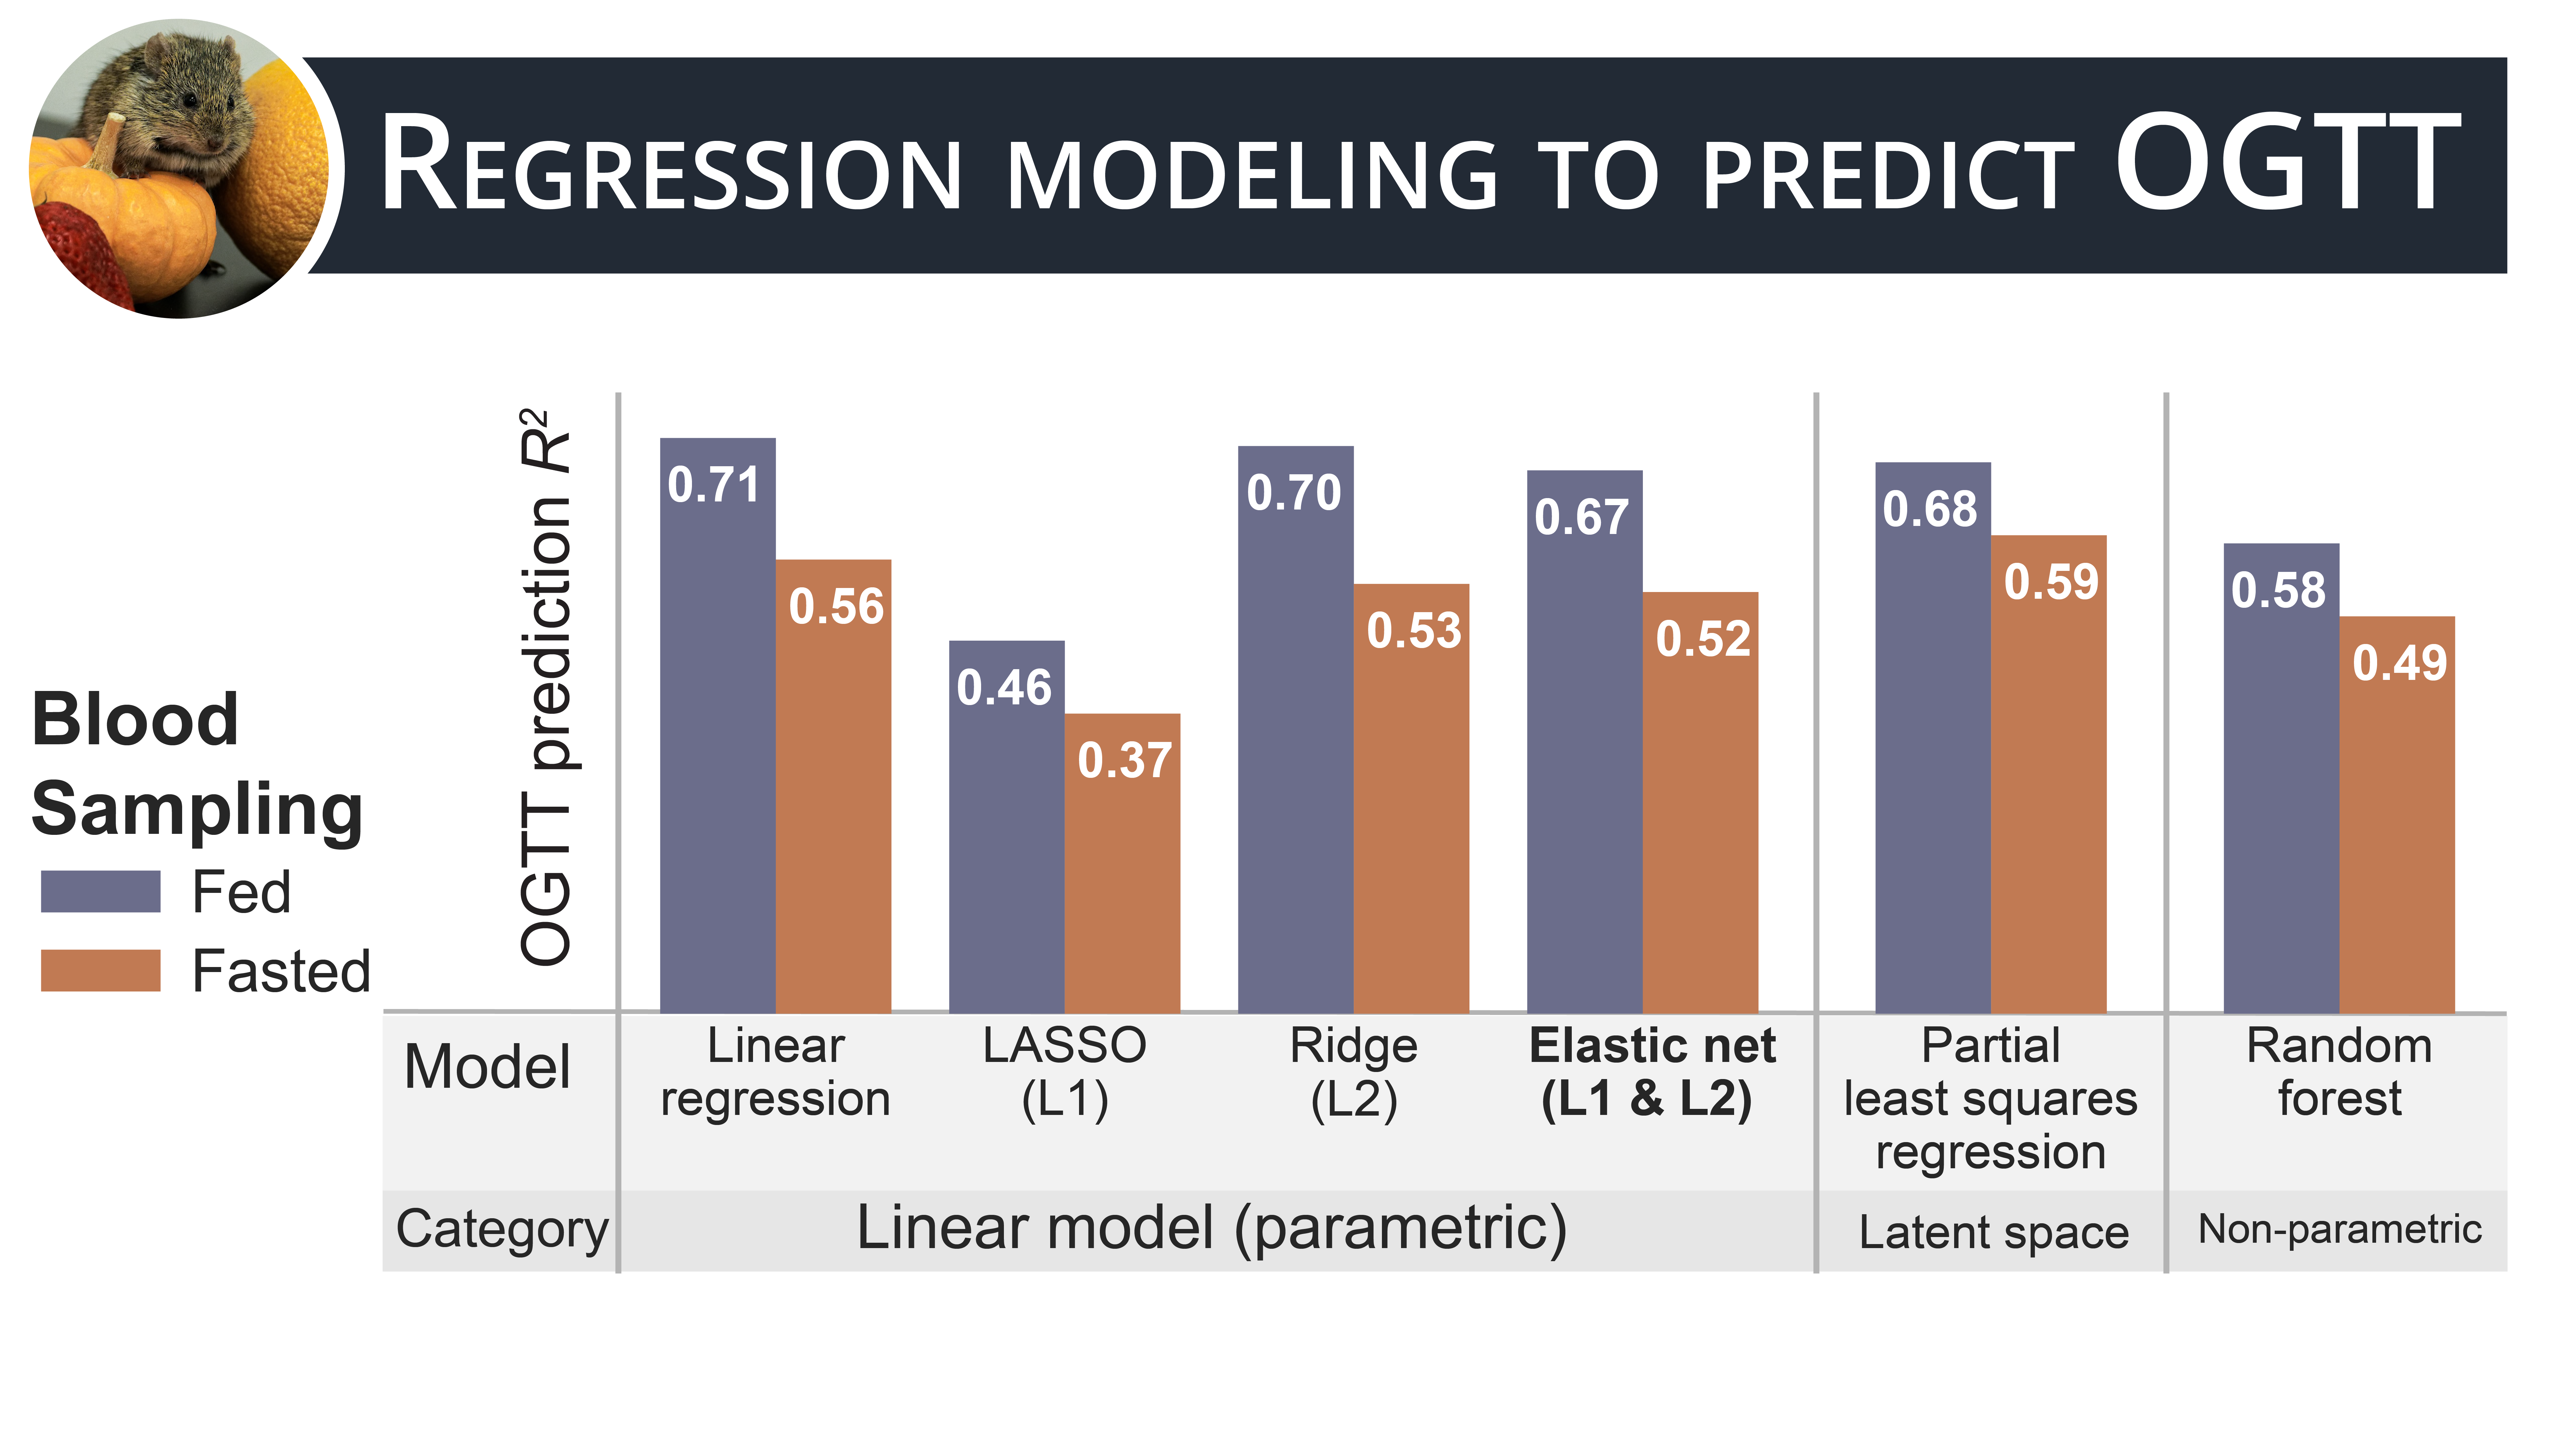 REGRESSION MODELING TO PREDICT OGTT
OGTT prediction R²
Blood
Sampling
Fed
Fasted
0.71
0.56
0.46
0.37
0.70
0.53
0.67
0.52
0.68
0.59
0.58
0.49
Model
Linear
regression
LASSO
(L1)
Ridge
(L2)
Elastic net
(L1 & L2)
Partial
least squares
regression
Random
forest
Category
Linear model (parametric)
Latent space
Non-parametric